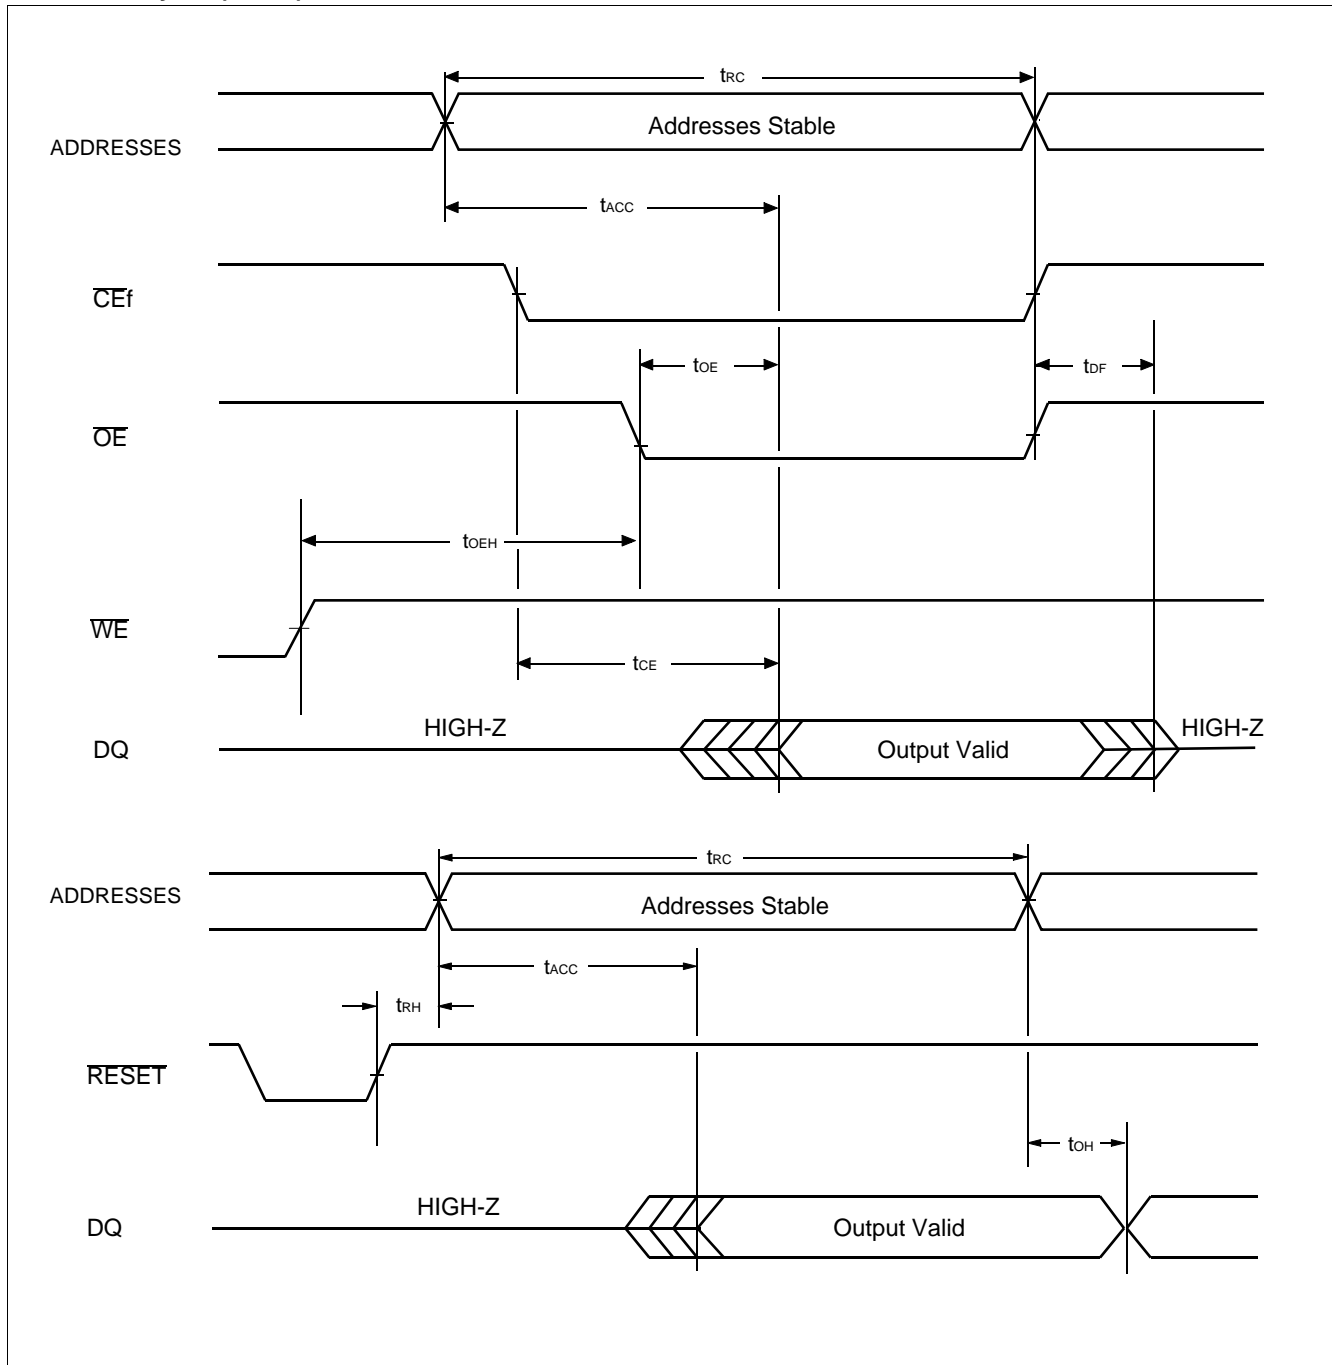 tRC
Addresses Stable
ADDRESSES
tACC
CEf
tOE
tDF
OE
tOEH
WE
tCE
HIGH-Z
HIGH-Z
DQ
Output Valid
tRC
ADDRESSES
Addresses Stable
tACC
tRH
RESET
tOH
HIGH-Z
DQ
Output Valid